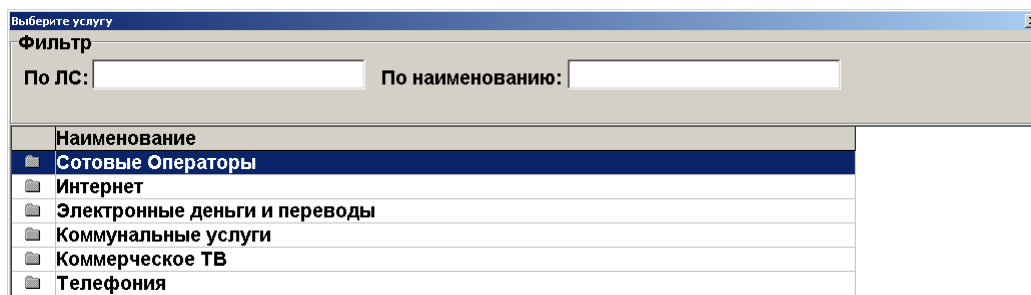 Выберите услугу
Фильтр
По ЛС: По наименованию:
Наименование
Сотовые Операторы
Интернет
Электронные деньги и переводы
Коммунальные услуги
Коммерческое ТВ
Телефония